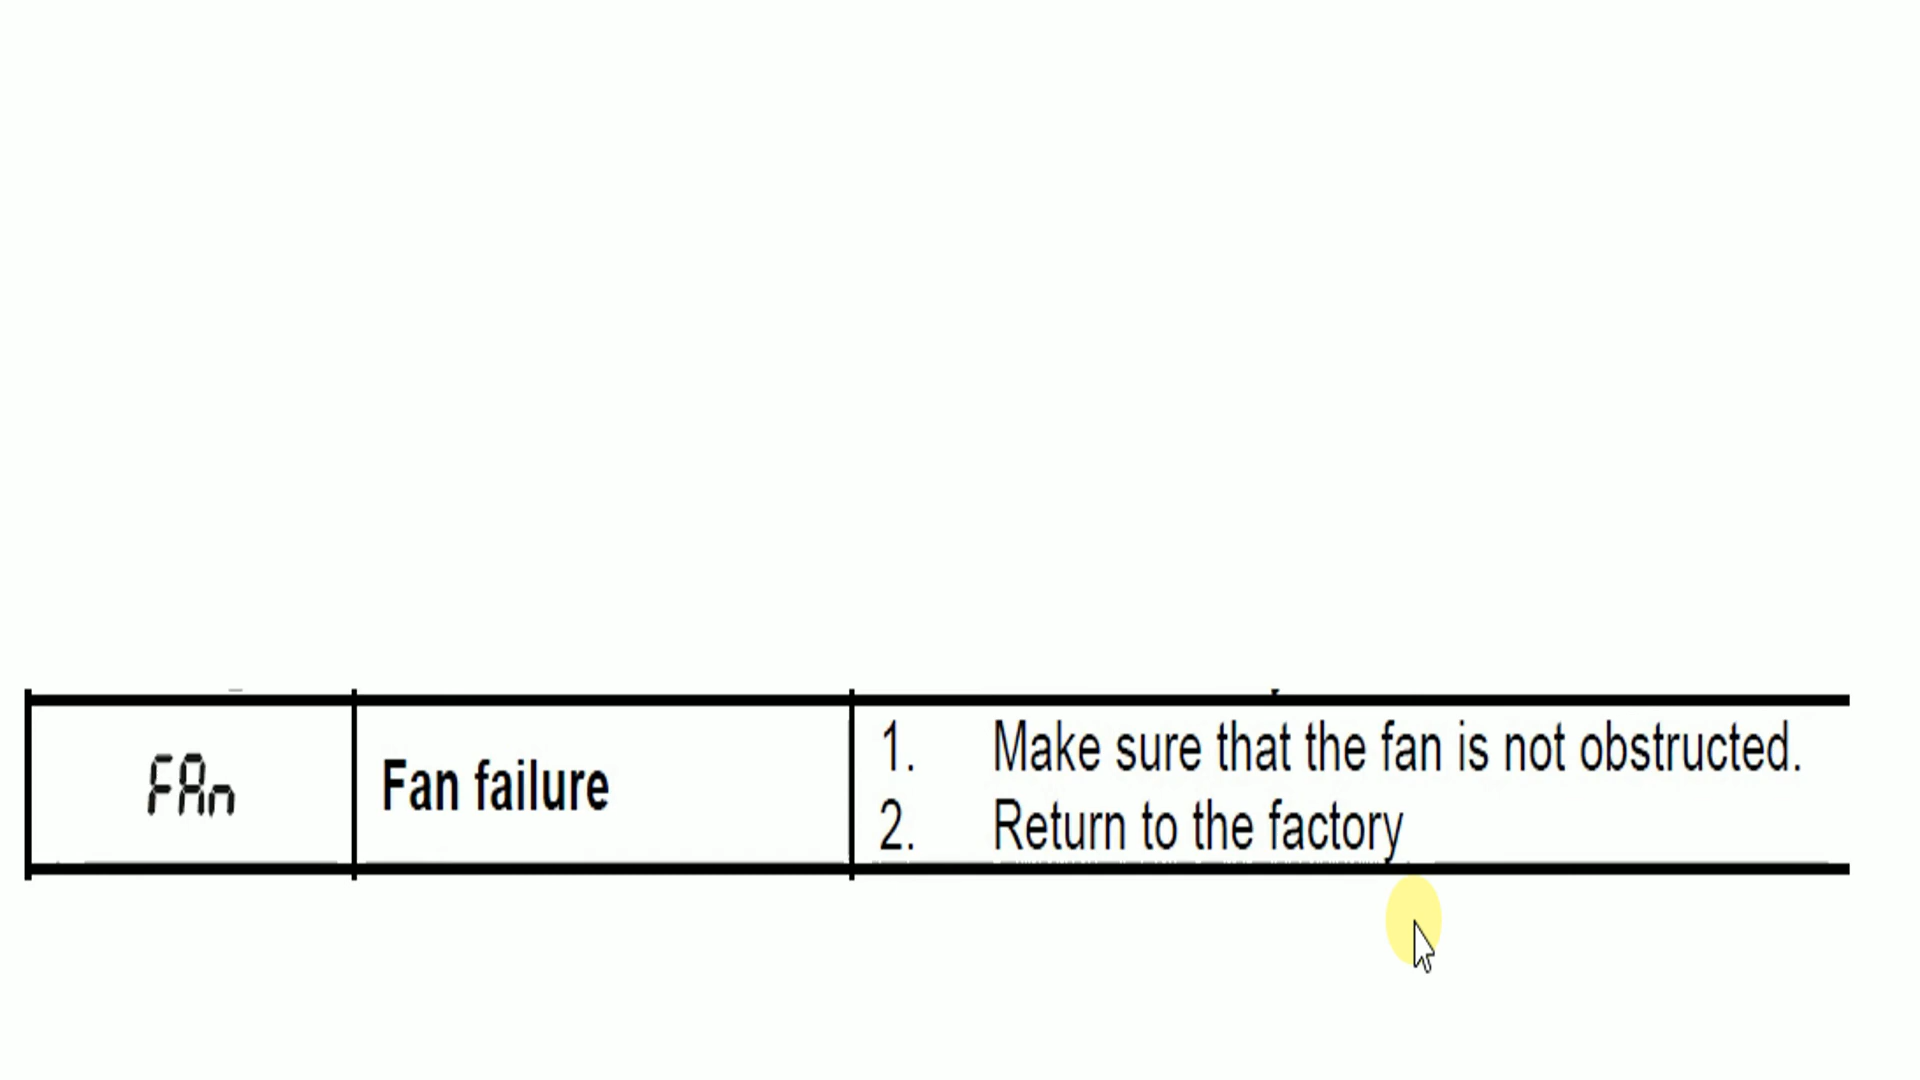 FAn
Fan failure
1. Make sure that the fan is not obstructed.
2. Return to the factory